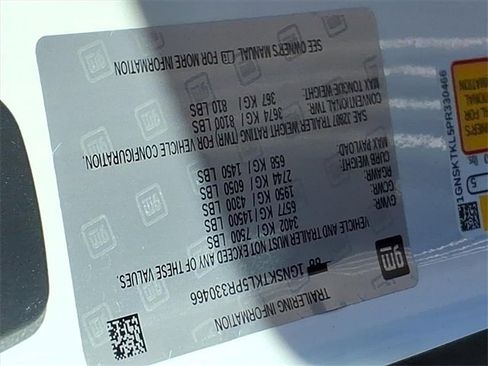 TRAILERING INFORMATION
1GNSKTKL5PR330466
gm
VEHICLE AND TRAILER MUST NOT EXCEED ANY OF THESE VALUES.
GVWR: 3402 KG / 7500 LBS
GCWR: 6577 KG/14500 LBS
RGAWR: 1950 KG/ 4300 LBS
CURB WEIGHT: 2744 KG/ 6050 LBS
MAX PAYLOAD: 658 KG/ 1450 LBS
SAE J2807 TRAILER WEIGHT RATING (TWR) FOR VEHICLE CONFIGURATION.
CONVENTIONAL TWR: 3674 KG/ 8100 LBS
MAX TONGUE WEIGHT: 367 KG/ 810 LBS
SEE OWNER'S MANUAL FOR MORE INFORMATION
1GNSKTKL5PR330466